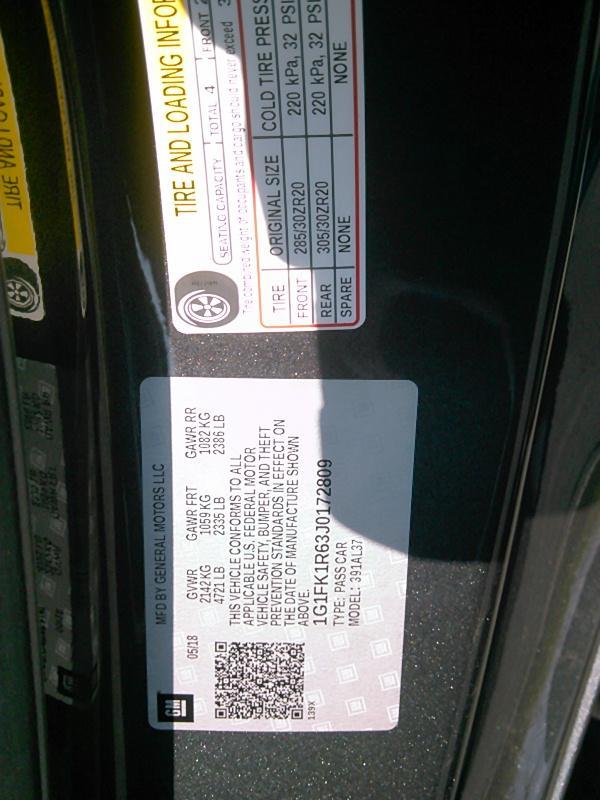 TIRE AND LOADING INFOR
SEATING CAPACITY TOTAL 4 FRONT 2
The combined weight of occupants and cargo should never exceed 3
TIRE ORIGINAL SIZE COLD TIRE PRESS
FRONT 285/30ZR20 220 kPa, 32 PSI
REAR 305/30ZR20 220 kPa, 32 PSI
SPARE NONE NONE
GM
MFD BY GENERAL MOTORS LLC
05/18 GVWR GAWR FRT GAWR RR
2142 KG 1059 KG 1082 KG
4721 LB 2335 LB 2386 LB
THIS VEHICLE CONFORMS TO ALL
APPLICABLE U.S. FEDERAL MOTOR
VEHICLE SAFETY, BUMPER, AND THEFT
PREVENTION STANDARDS IN EFFECT ON
THE DATE OF MANUFACTURE SHOWN
ABOVE.
139X
1G1FK1R63J0172809
TYPE: PASS CAR
MODEL: 391AL37